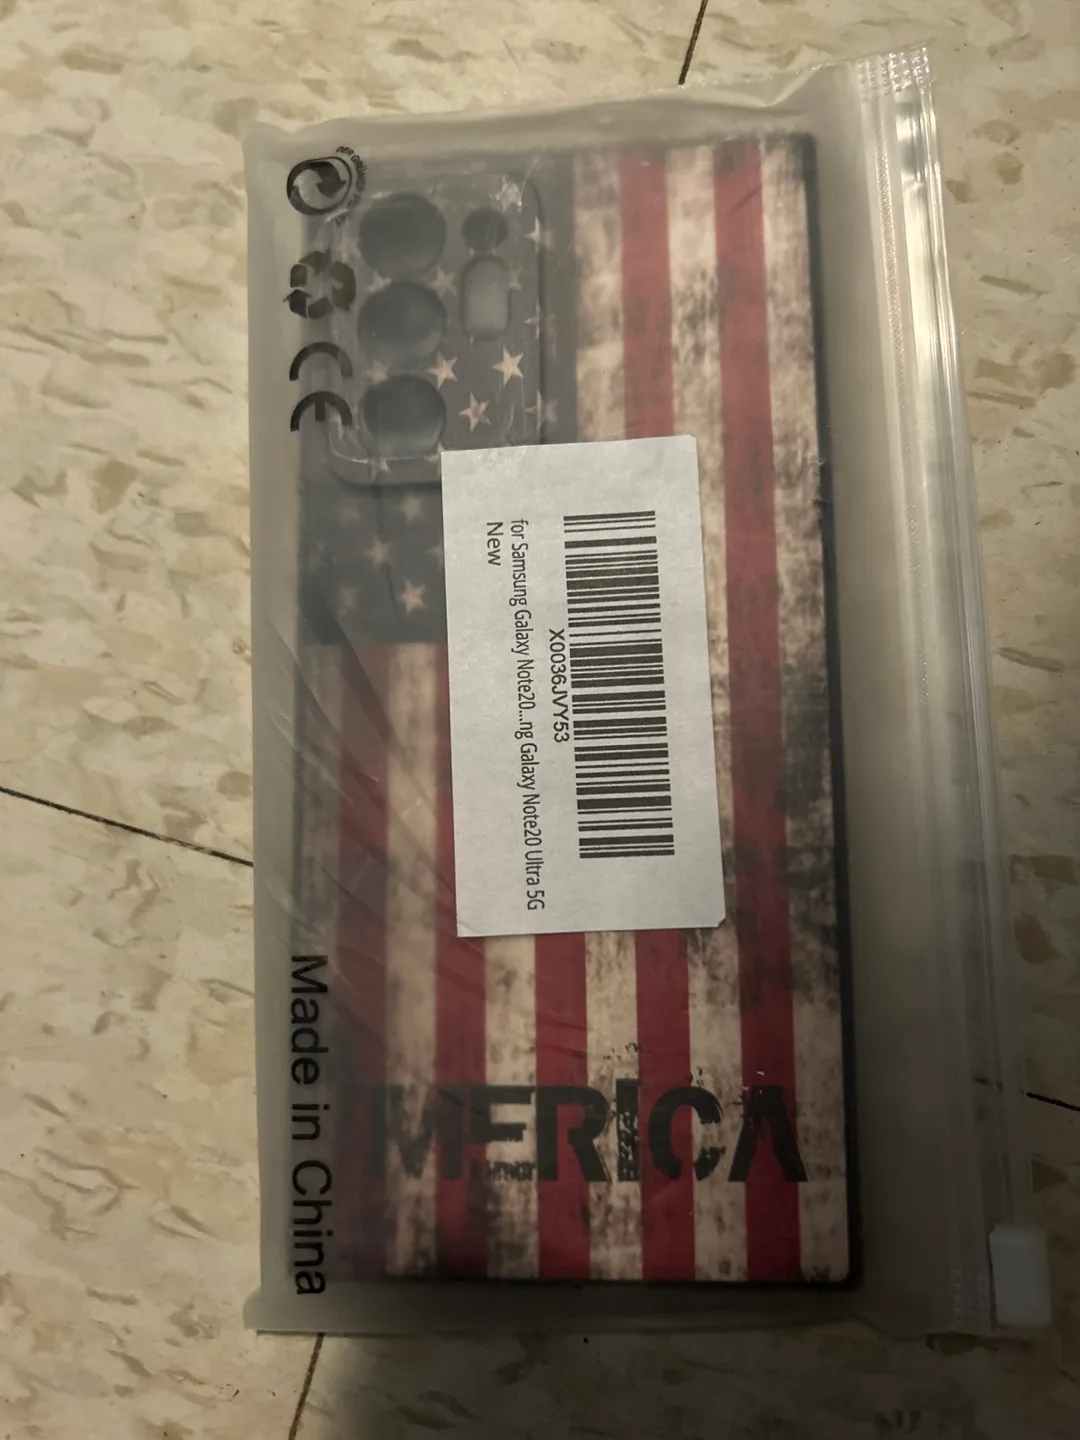 CE
X0036JVY53
for Samsung Galaxy Note20...ng Galaxy Note20 Ultra 5G
New
Made in China
MERICA